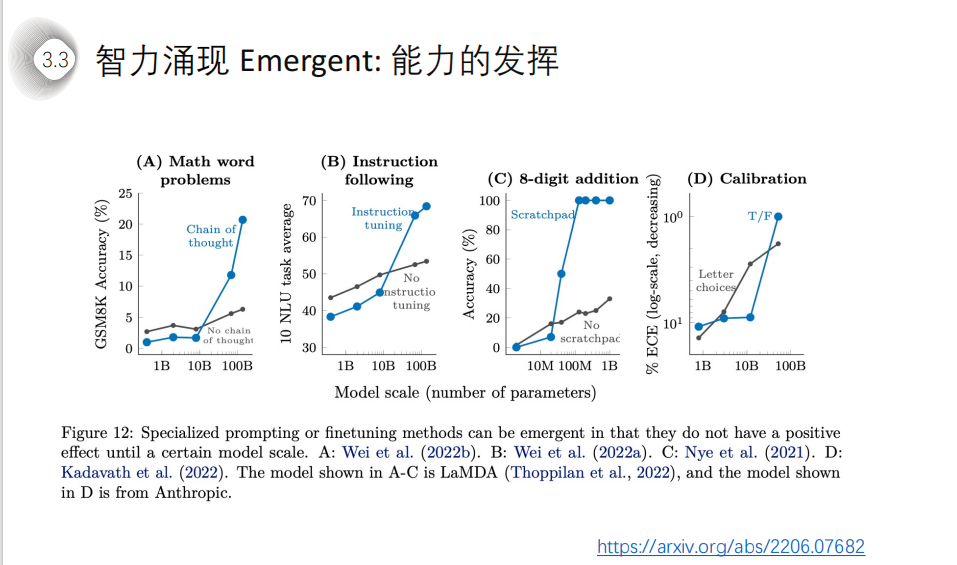 3.3
智力涌现 Emergent: 能力的发挥
(A) Math word
problems
GSM8K Accuracy (%)
25
20
15
10
5
0
Chain of
thought
No chain
of thought
1B 10B 100B
(B) Instruction
following
10 NLU task average
70
60
50
40
30
Instruction
tuning
No
nstructio
tuning
1B 10B 100B
(C) 8-digit addition
Accuracy (%)
100
80
60
40
20
0
Scratchpad
No
scratchpad
10M 100M 1B
(D) Calibration
% ECE (log-scale, decreasing)
10⁰
10¹
T/F
Letter
choices
1B 10B 100B
Model scale (number of parameters)
Figure 12: Specialized prompting or finetuning methods can be emergent in that they do not have a positive
effect until a certain model scale. A: Wei et al. (2022b). B: Wei et al. (2022a). C: Nye et al. (2021). D:
Kadavath et al. (2022). The model shown in A-C is LaMDA (Thoppilan et al., 2022), and the model shown
in D is from Anthropic.
https://arxiv.org/abs/2206.07682